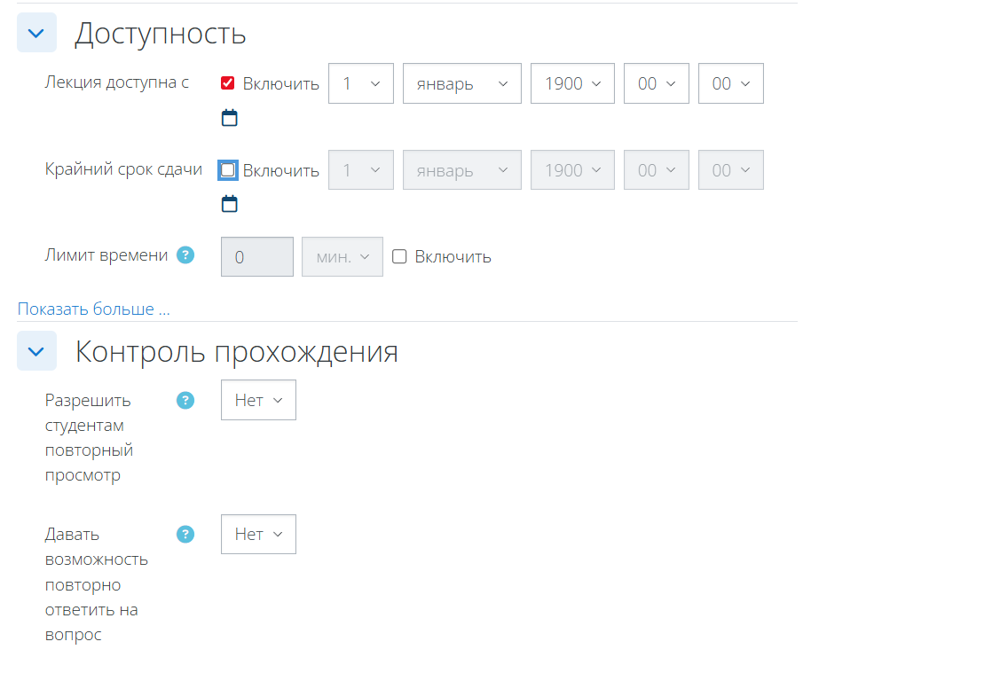 Доступность
Лекция доступна с Включить 1 январь 1900 00 00
Крайний срок сдачи Включить 1 январь 1900 00 00
Лимит времени ? 0 мин. Включить
Показать больше ...
Контроль прохождения
Разрешить ? Нет
студентам
повторный
просмотр
Давать ? Нет
возможность
повторно
ответить на
вопрос